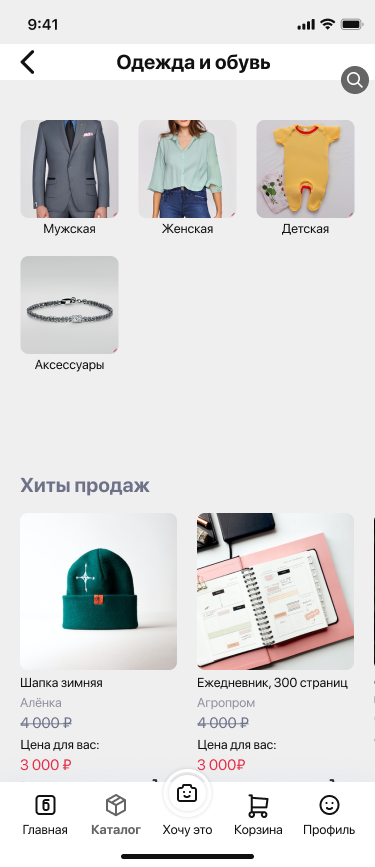 9:41
Одежда и обувь
Мужская
Женская
Детская
Аксессуары
Хиты продаж
Шапка зимняя
Алёнка
4 000 ₽
Цена для вас:
3 000 ₽
Ежедневник, 300 страниц
Агропром
4 000 ₽
Цена для вас:
3 000₽
Главная
Каталог
Хочу это
Корзина
Профиль